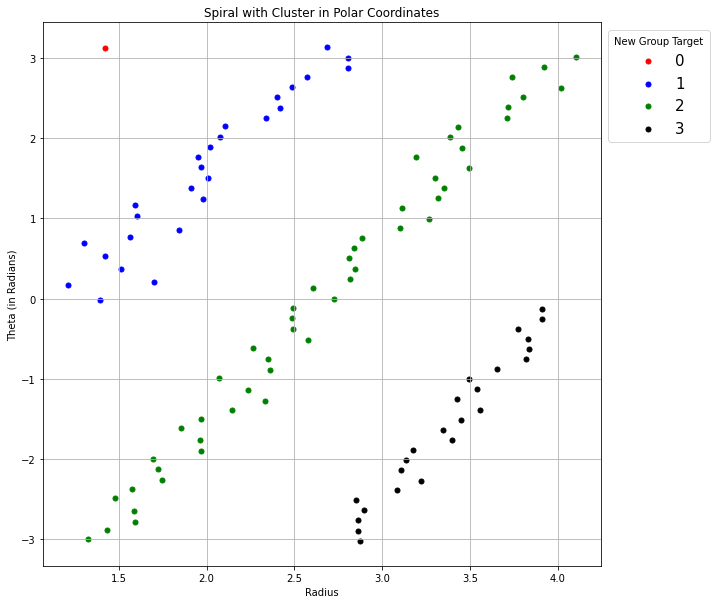 Spiral with Cluster in Polar Coordinates
New Group Target
0
1
2
3
3
2
1
0
−1
−2
−3
Theta (in Radians)
1.5 2.0 2.5 3.0 3.5 4.0
Radius